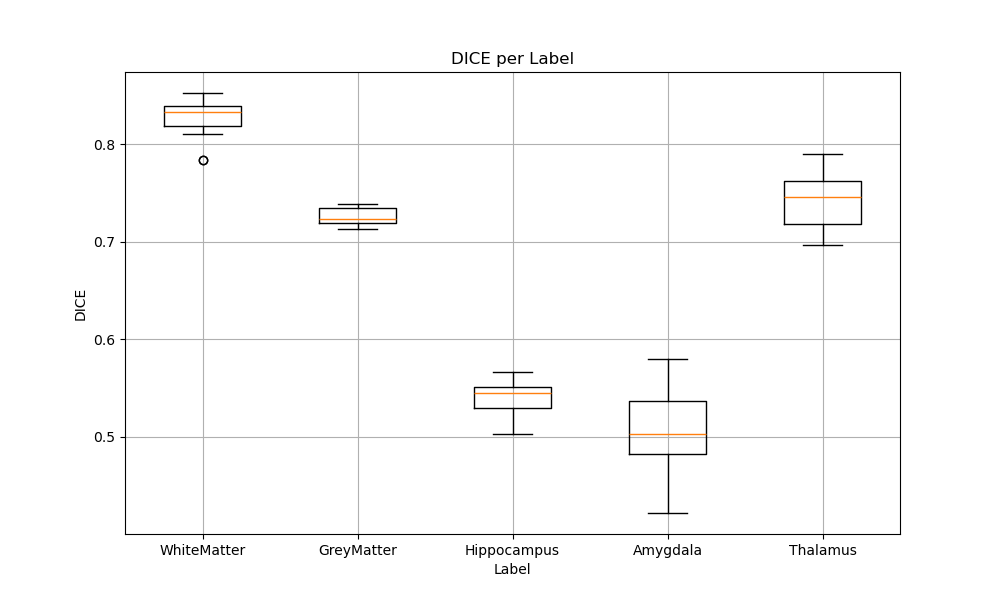 DICE per Label
0.8
0.7
0.6
0.5
DICE
WhiteMatter GreyMatter Hippocampus Amygdala Thalamus
Label